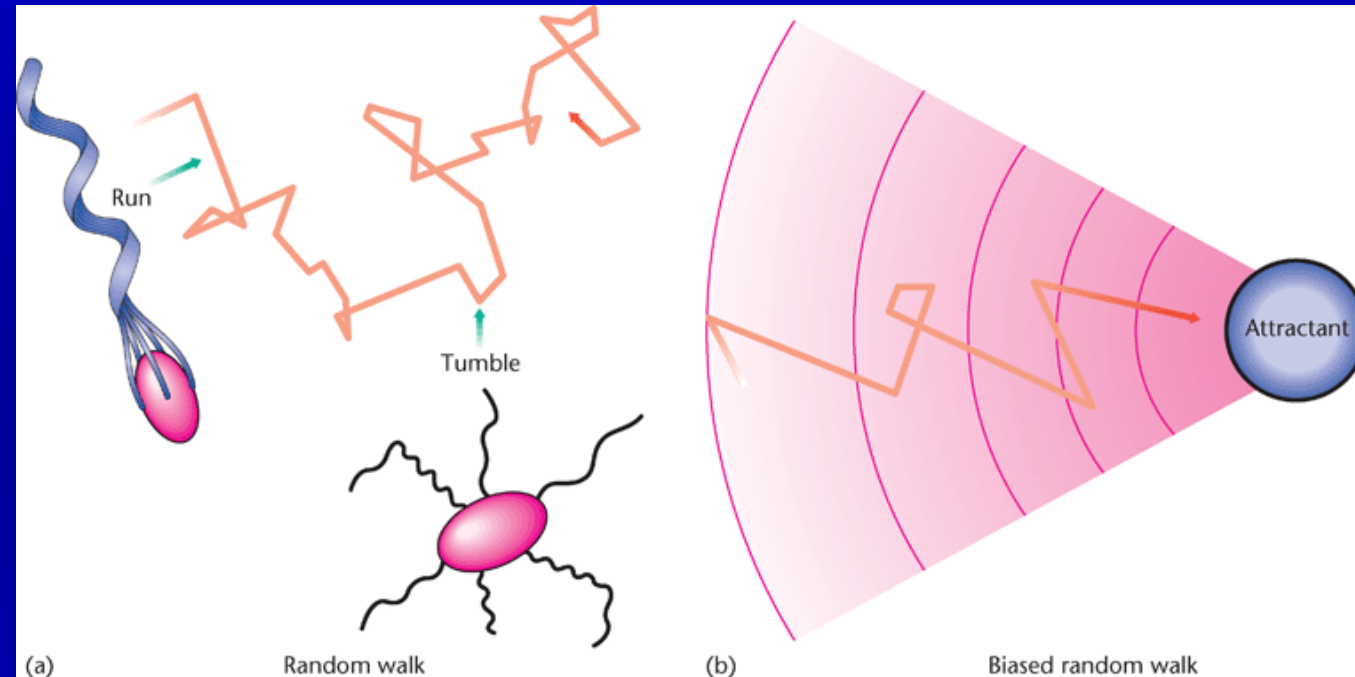 Run
Tumble
Attractant
(a) Random walk
(b) Biased random walk